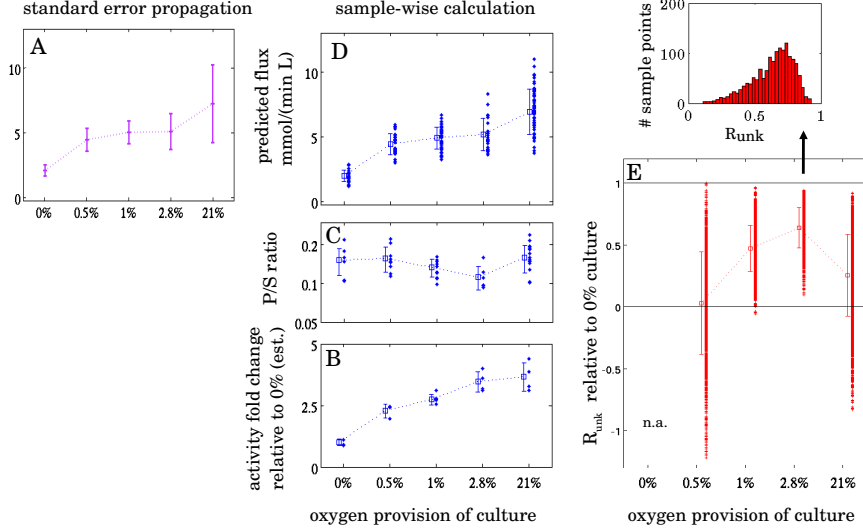 standard error propagation
A
10
5
0
0% 0.5% 1% 2.8% 21%
sample-wise calculation
D
predicted flux
mmol/(min L)
10
5
0
C
P/S ratio
0.2
0.1
0.05
B
activity fold change
relative to 0% (est.)
5
2.5
0
0% 0.5% 1% 2.8% 21%
oxygen provision of culture
# sample points
200
100
0
0 0.5 1
Runk
E
Runk relative to 0% culture
1
0.5
0
-0.5
-1
n.a.
0% 0.5% 1% 2.8% 21%
oxygen provision of culture